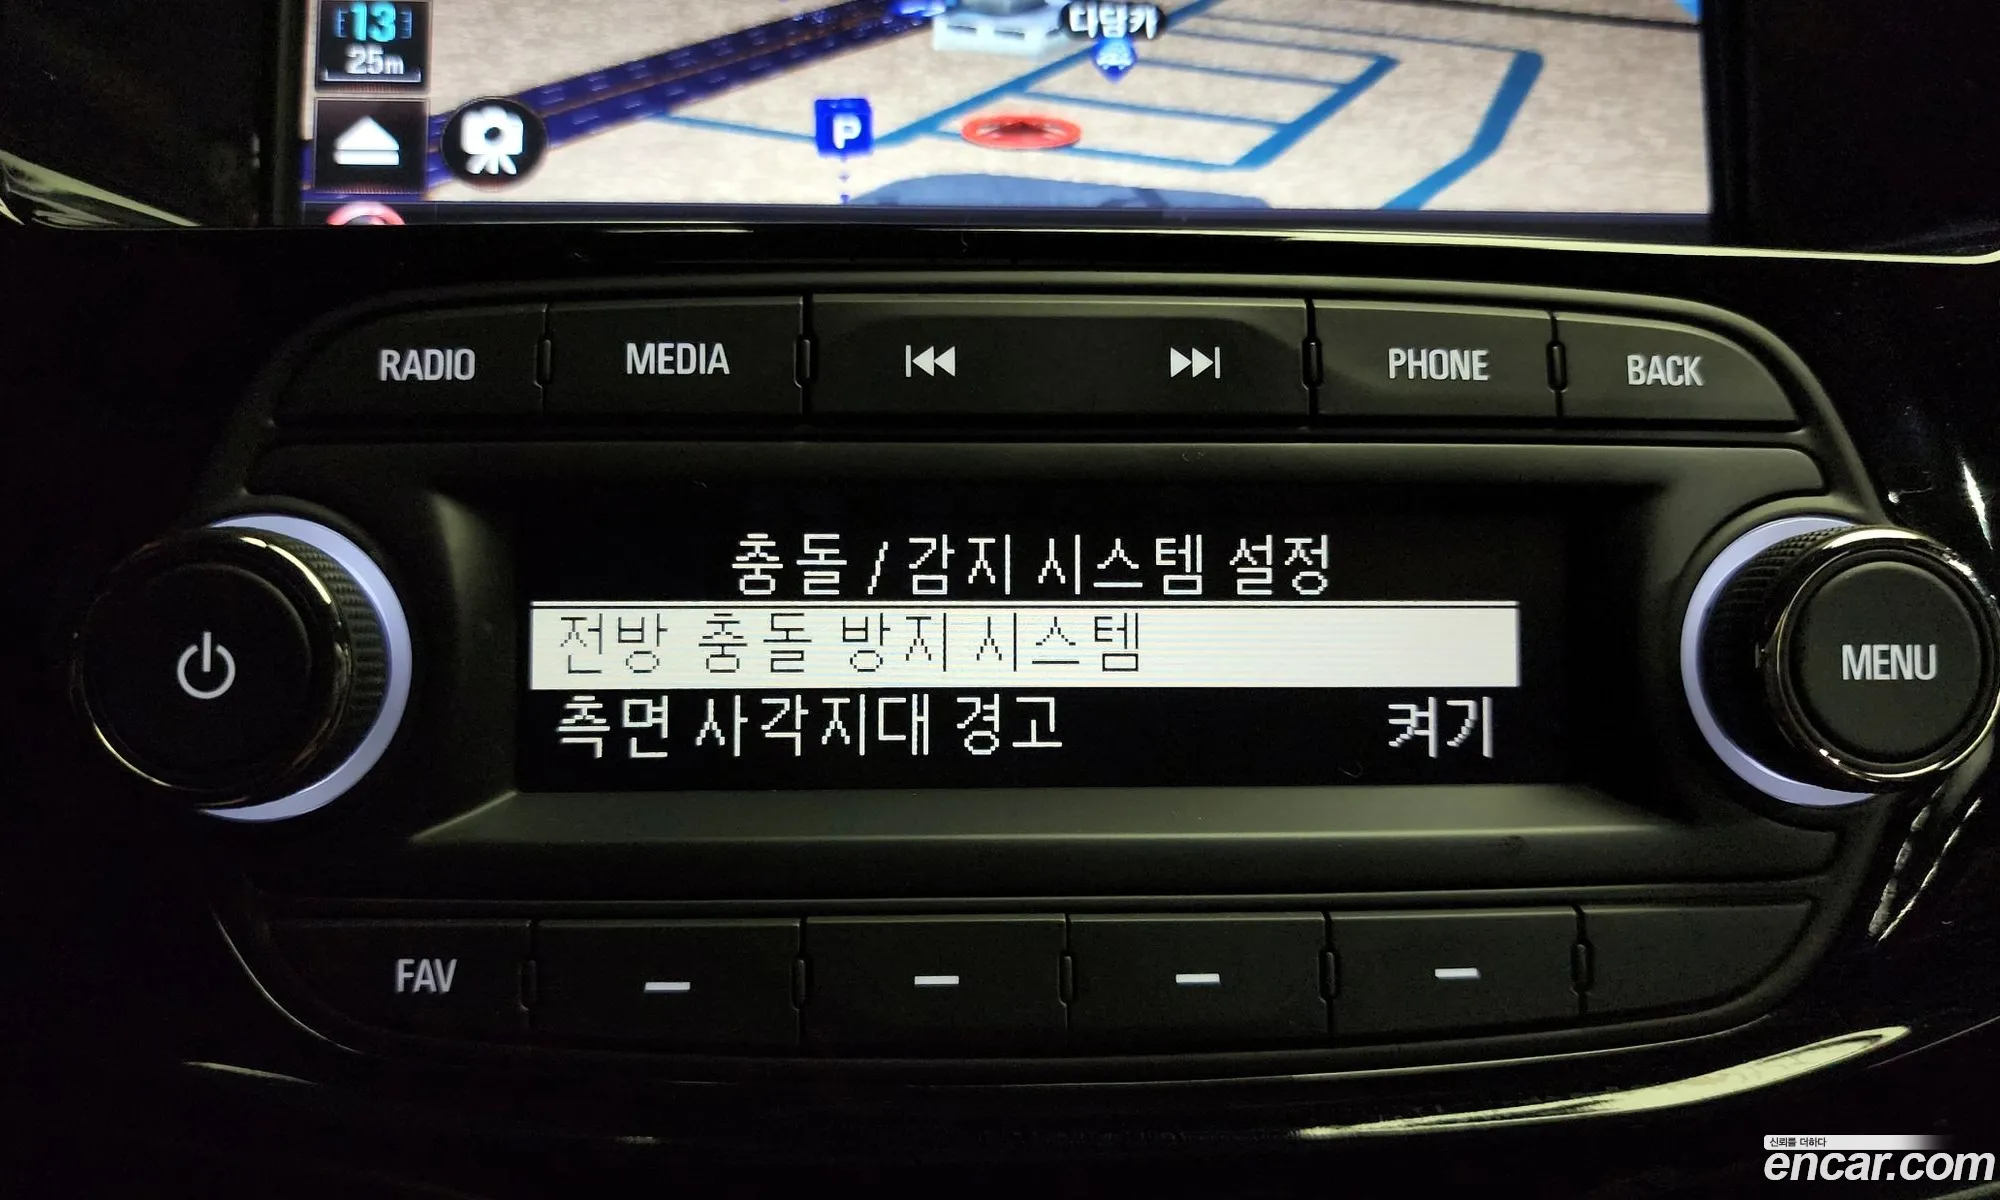 13
25m
다담카
P
RADIO
MEDIA
PHONE
BACK
충돌/감지 시스템 설정
전방 충돌 방지 시스템
측면 사각지대 경고 켜기
MENU
FAV
신뢰를 더하다
encar.com